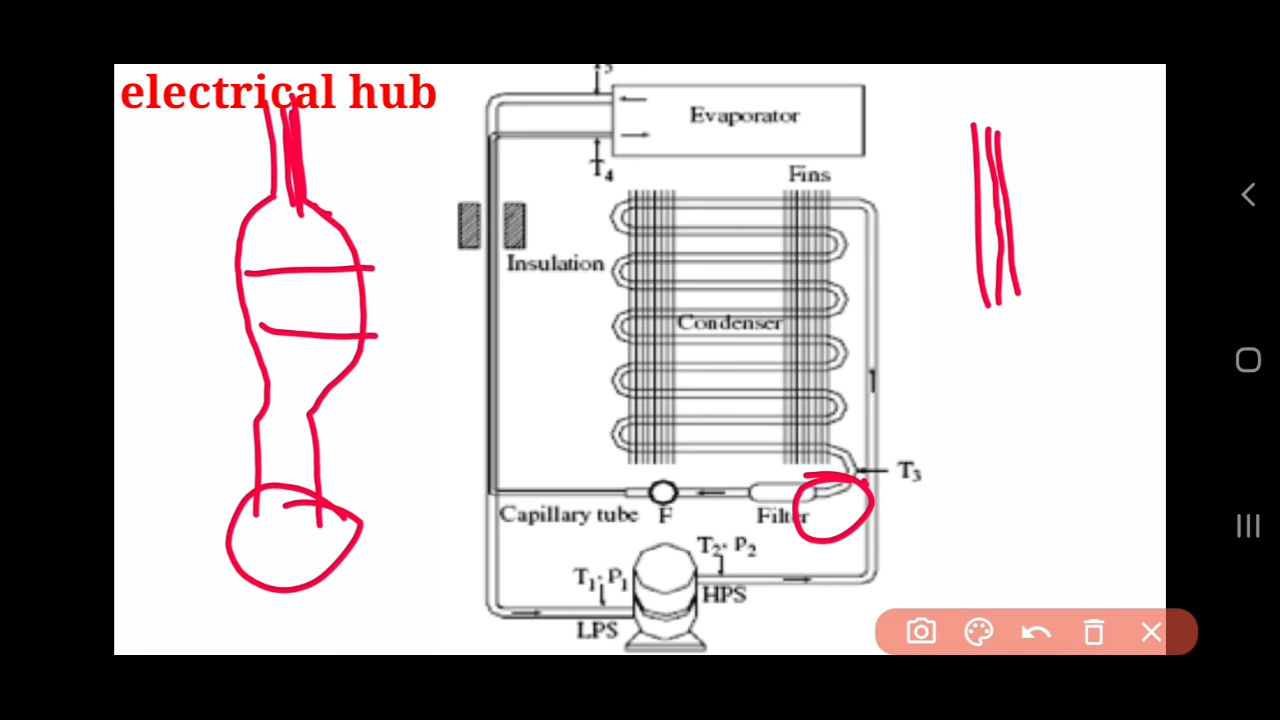 electrical hub
Evaporator
T4
Fins
Insulation
Condenser
T3
Capillary tube
F
Filter
T2, P2
T1, P1
HPS
LPS